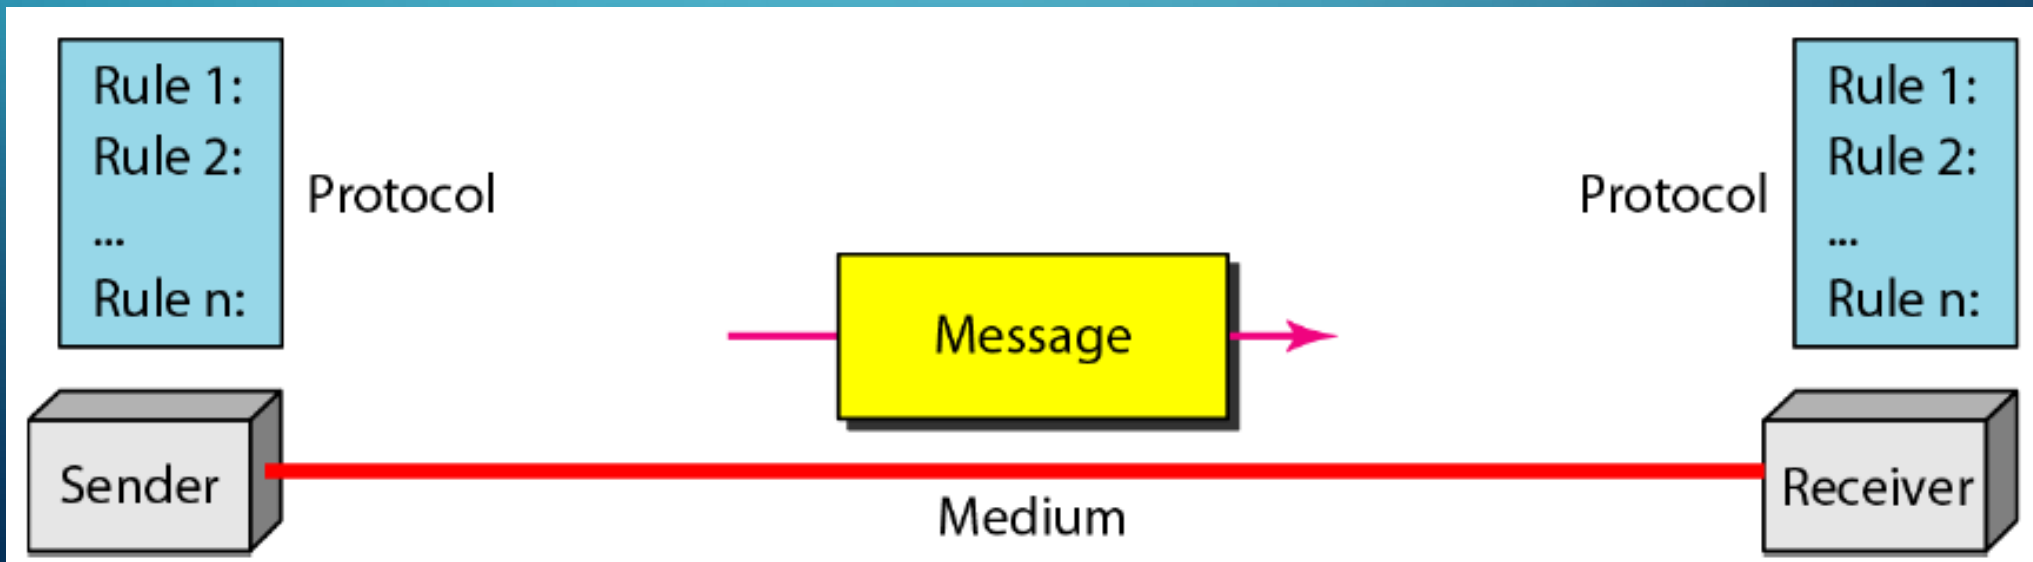 Rule 1:
Rule 2:
...
Rule n:
Protocol
Protocol
Rule 1:
Rule 2:
...
Rule n:
Message
Sender
Medium
Receiver